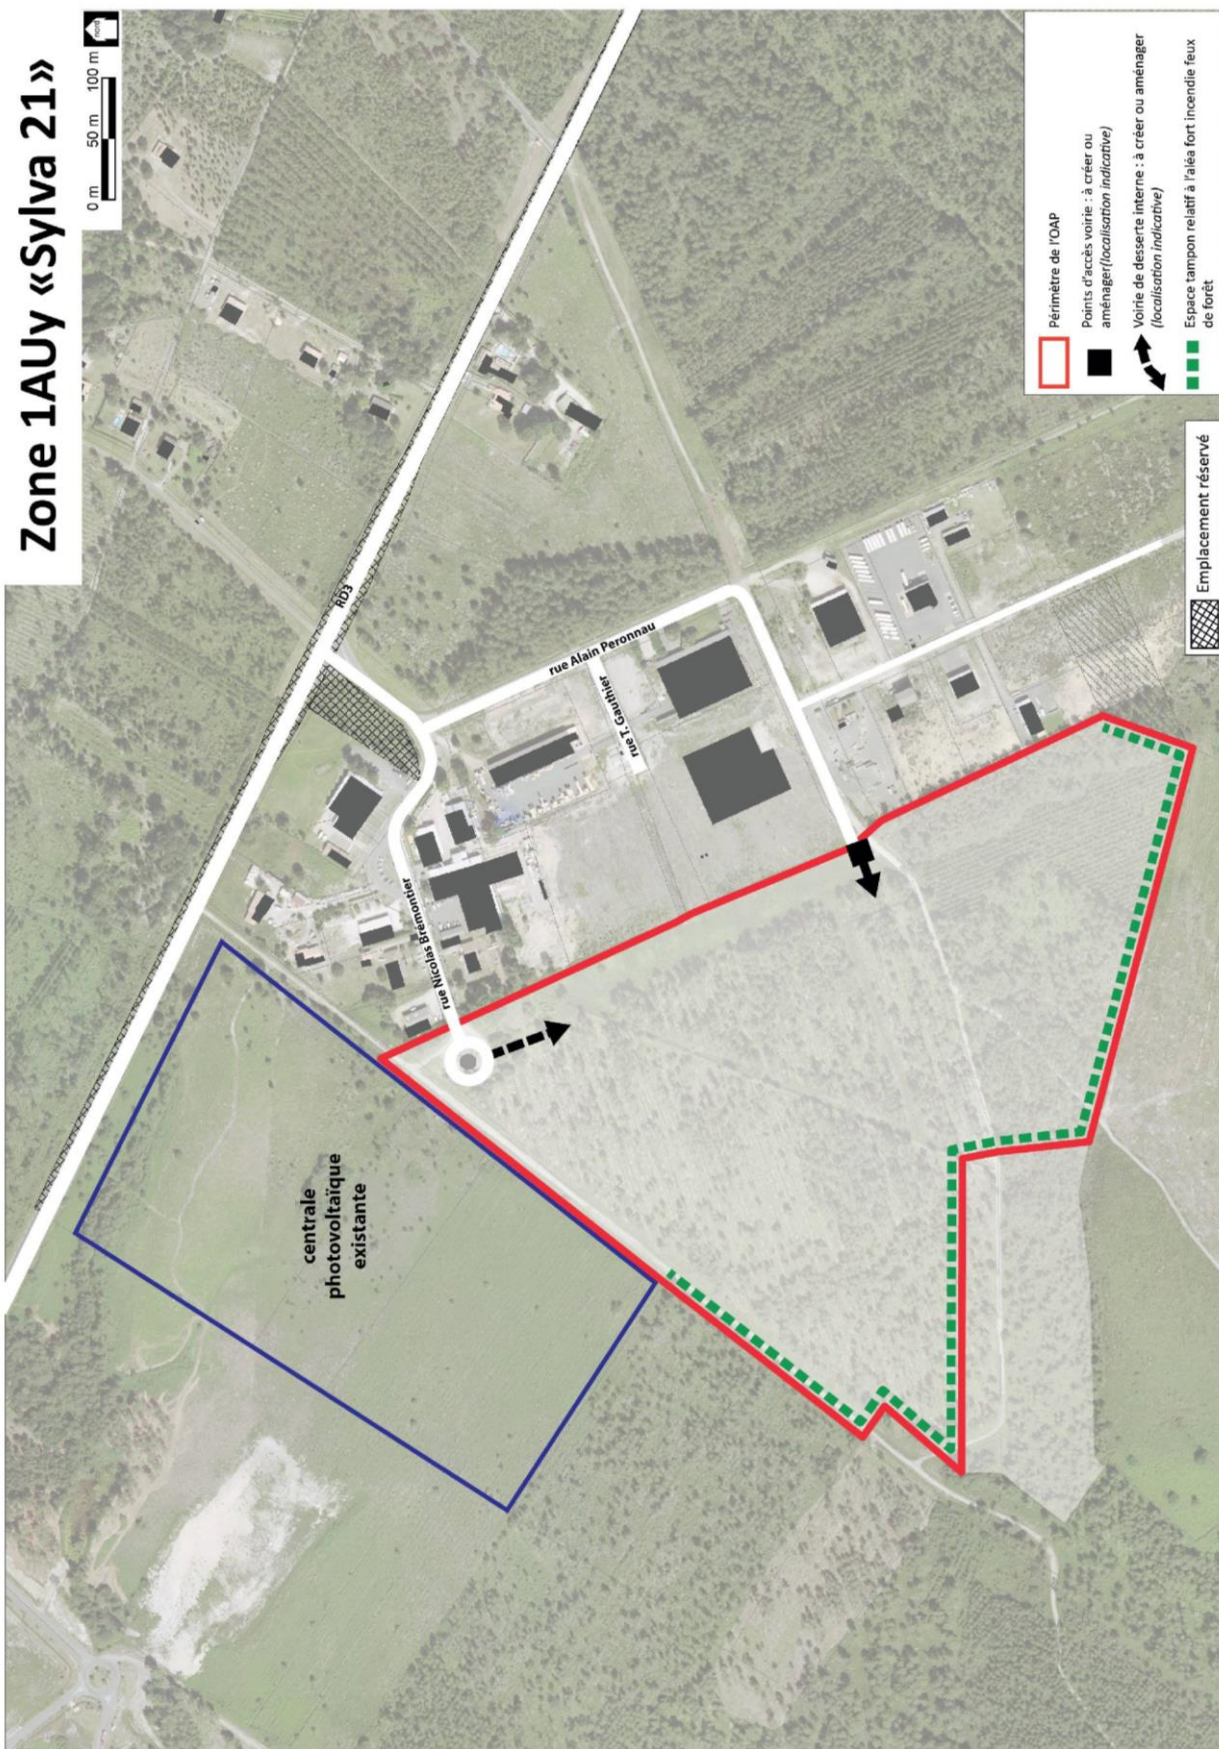 Zone 1AUy «Sylva 21»
nord
0 m
50 m
100 m
RD3
rue Alain Peronnau
rue T. Gauthier
rue Nicolas Brémontier
centrale
photovoltaïque
existante
Périmètre de l'OAP
Points d'accès voirie : à créer ou
aménager(localisation indicative)
Voirie de desserte interne : à créer ou aménager
(localisation indicative)
Espace tampon relatif à l'aléa fort incendie feux
de forêt
Emplacement réservé